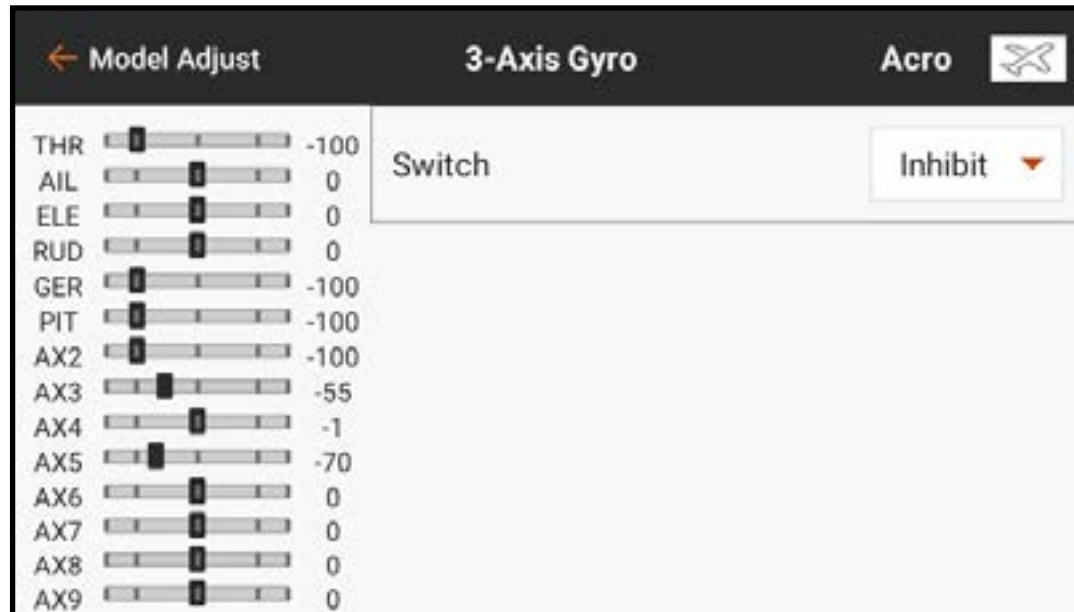 Model Adjust 3-Axis Gyro Acro
THR -100
AIL 0
ELE 0
RUD 0
GER -100
PIT -100
AX2 -100
AX3 -55
AX4 -1
AX5 -70
AX6 0
AX7 0
AX8 0
AX9 0
Switch Inhibit